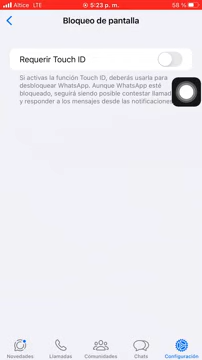 Altice LTE 5:23 p. m. 58 %
Bloqueo de pantalla
Requerir Touch ID
Si activas la función Touch ID, deberás usarla para
desbloquear WhatsApp. Aunque WhatsApp esté
bloqueado, seguirá siendo posible contestar
y responder a los mensajes desde las notificaciones
Novedades Llamadas Comunidades Chats Configuración